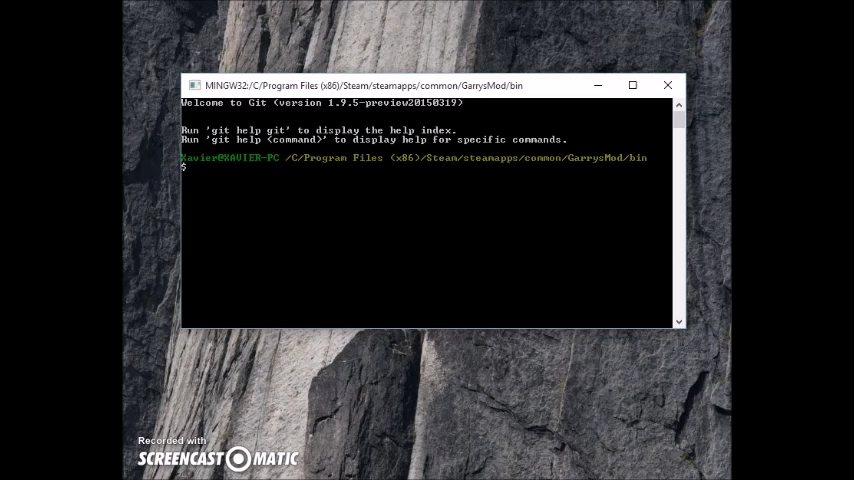 MINGW32:/C/Program Files (x86)/Steam/steamapps/common/GarrysMod/bin
Welcome to Git (version 1.9.5-preview20150319)
Run 'git help git' to display the help index.
Run 'git help <command>' to display help for specific commands.
Xavier@XAVIER-PC /C/Program Files (x86)/Steam/steamapps/common/GarrysMod/bin
$
Recorded with
SCREENCAST MATIC